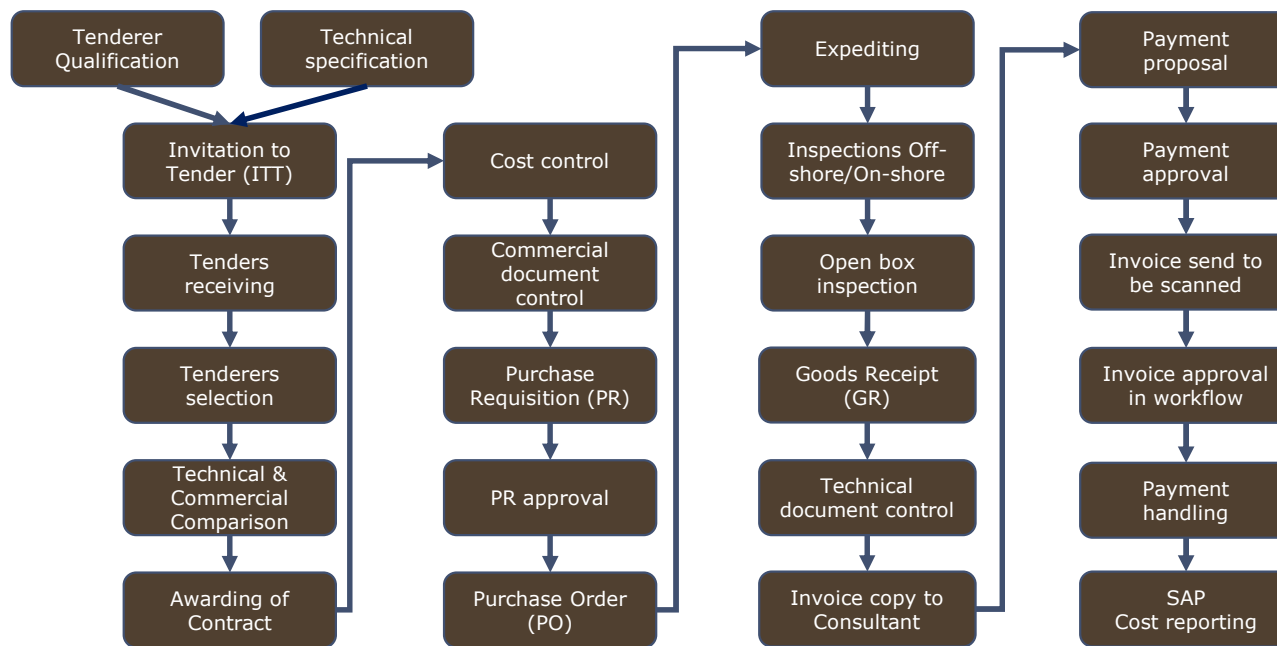 Tenderer
Qualification
Technical
specification
Invitation to
Tender (ITT)
Tenders
receiving
Tenderers
selection
Technical &
Commercial
Comparison
Awarding of
Contract
Cost control
Commercial
document
control
Purchase
Requisition (PR)
PR approval
Purchase Order
(PO)
Expediting
Inspections Off-
shore/On-shore
Open box
inspection
Goods Receipt
(GR)
Technical
document control
Invoice copy to
Consultant
Payment
proposal
Payment
approval
Invoice send to
be scanned
Invoice approval
in workflow
Payment
handling
SAP
Cost reporting